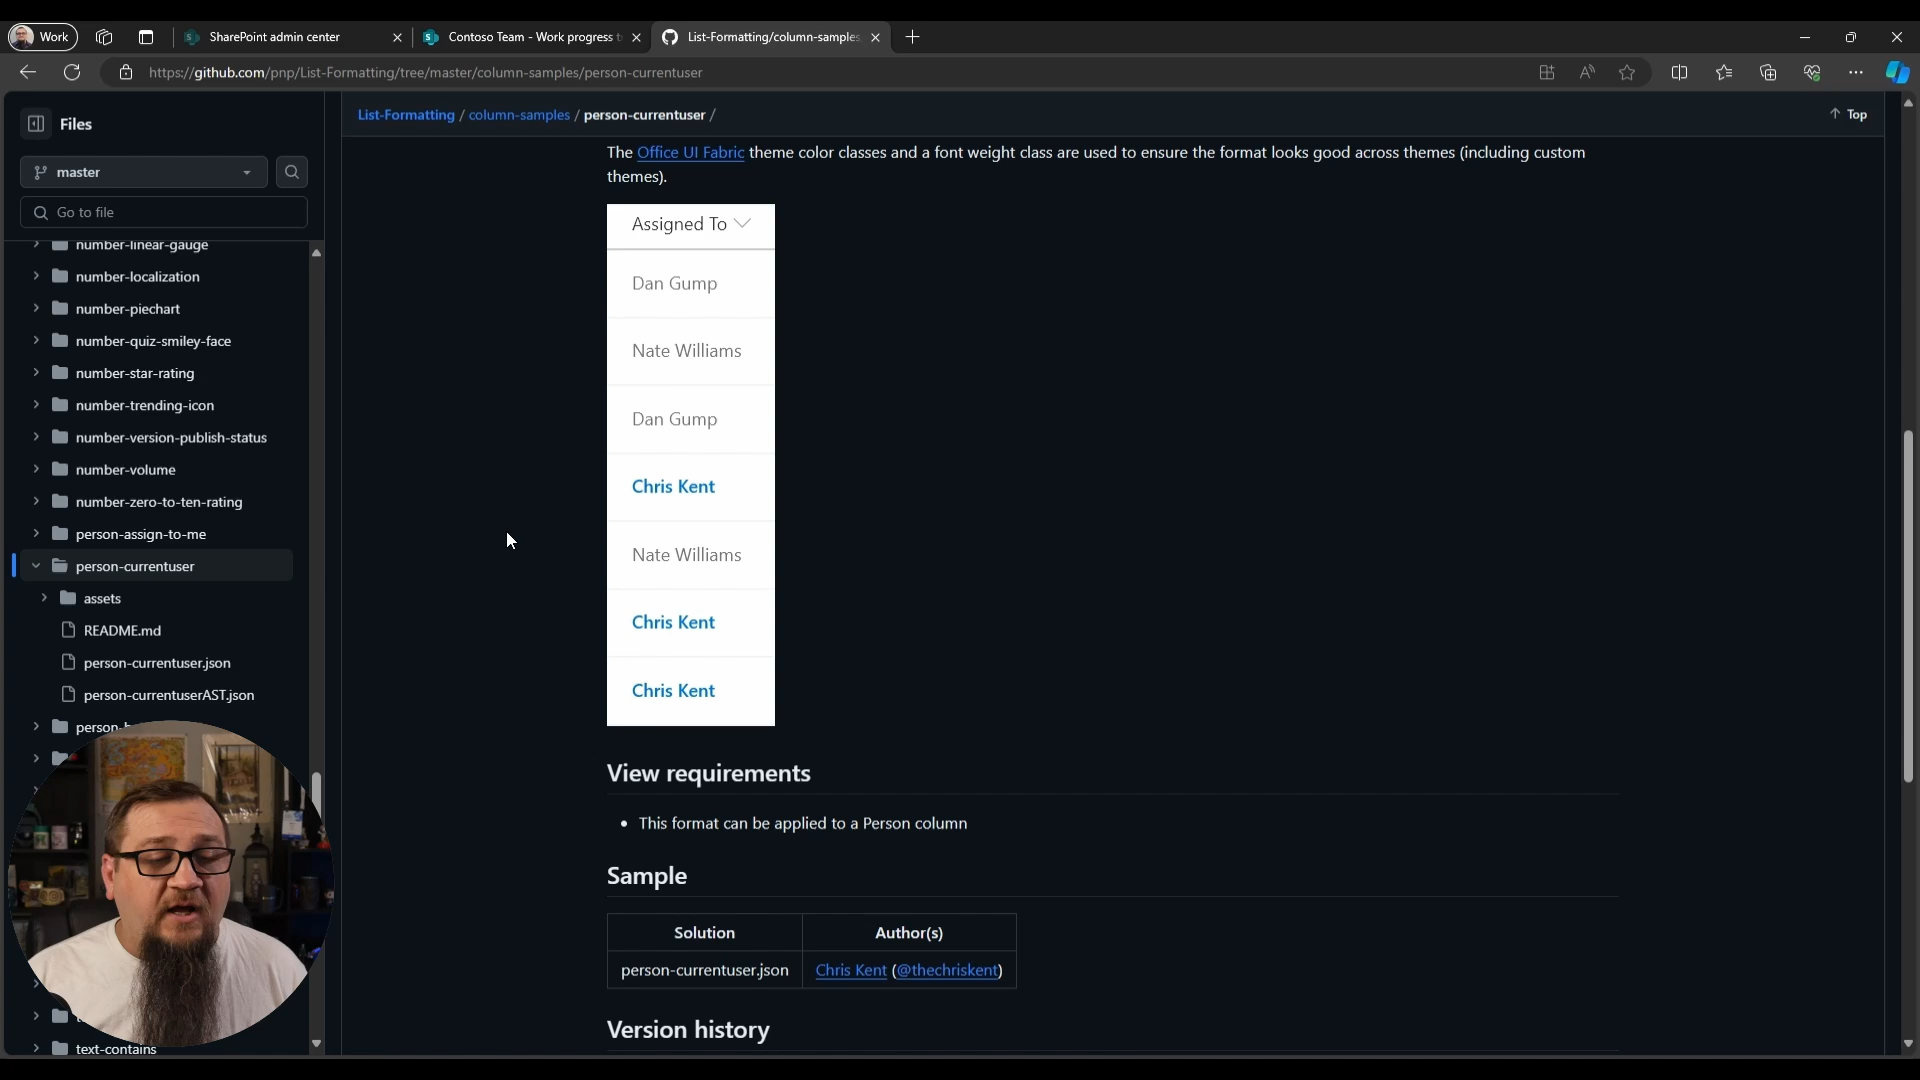 Work
SharePoint admin center
Contoso Team - Work progress t
List-Formatting/column-samples
https://github.com/pnp/List-Formatting/tree/master/column-samples/person-currentuser
Files
List-Formatting / column-samples / person-currentuser /
Top
master
Go to file
number-linear-gauge
number-localization
number-piechart
number-quiz-smiley-face
number-star-rating
number-trending-icon
number-version-publish-status
number-volume
number-zero-to-ten-rating
person-assign-to-me
person-currentuser
assets
README.md
person-currentuser.json
person-currentuserAST.json
text-contains
The Office UI Fabric theme color classes and a font weight class are used to ensure the format looks good across themes (including custom
themes).
Assigned To
Dan Gump
Nate Williams
Dan Gump
Chris Kent
Nate Williams
Chris Kent
Chris Kent
View requirements
• This format can be applied to a Person column
Sample
Solution Author(s)
person-currentuser.json Chris Kent (@thechriskent)
Version history